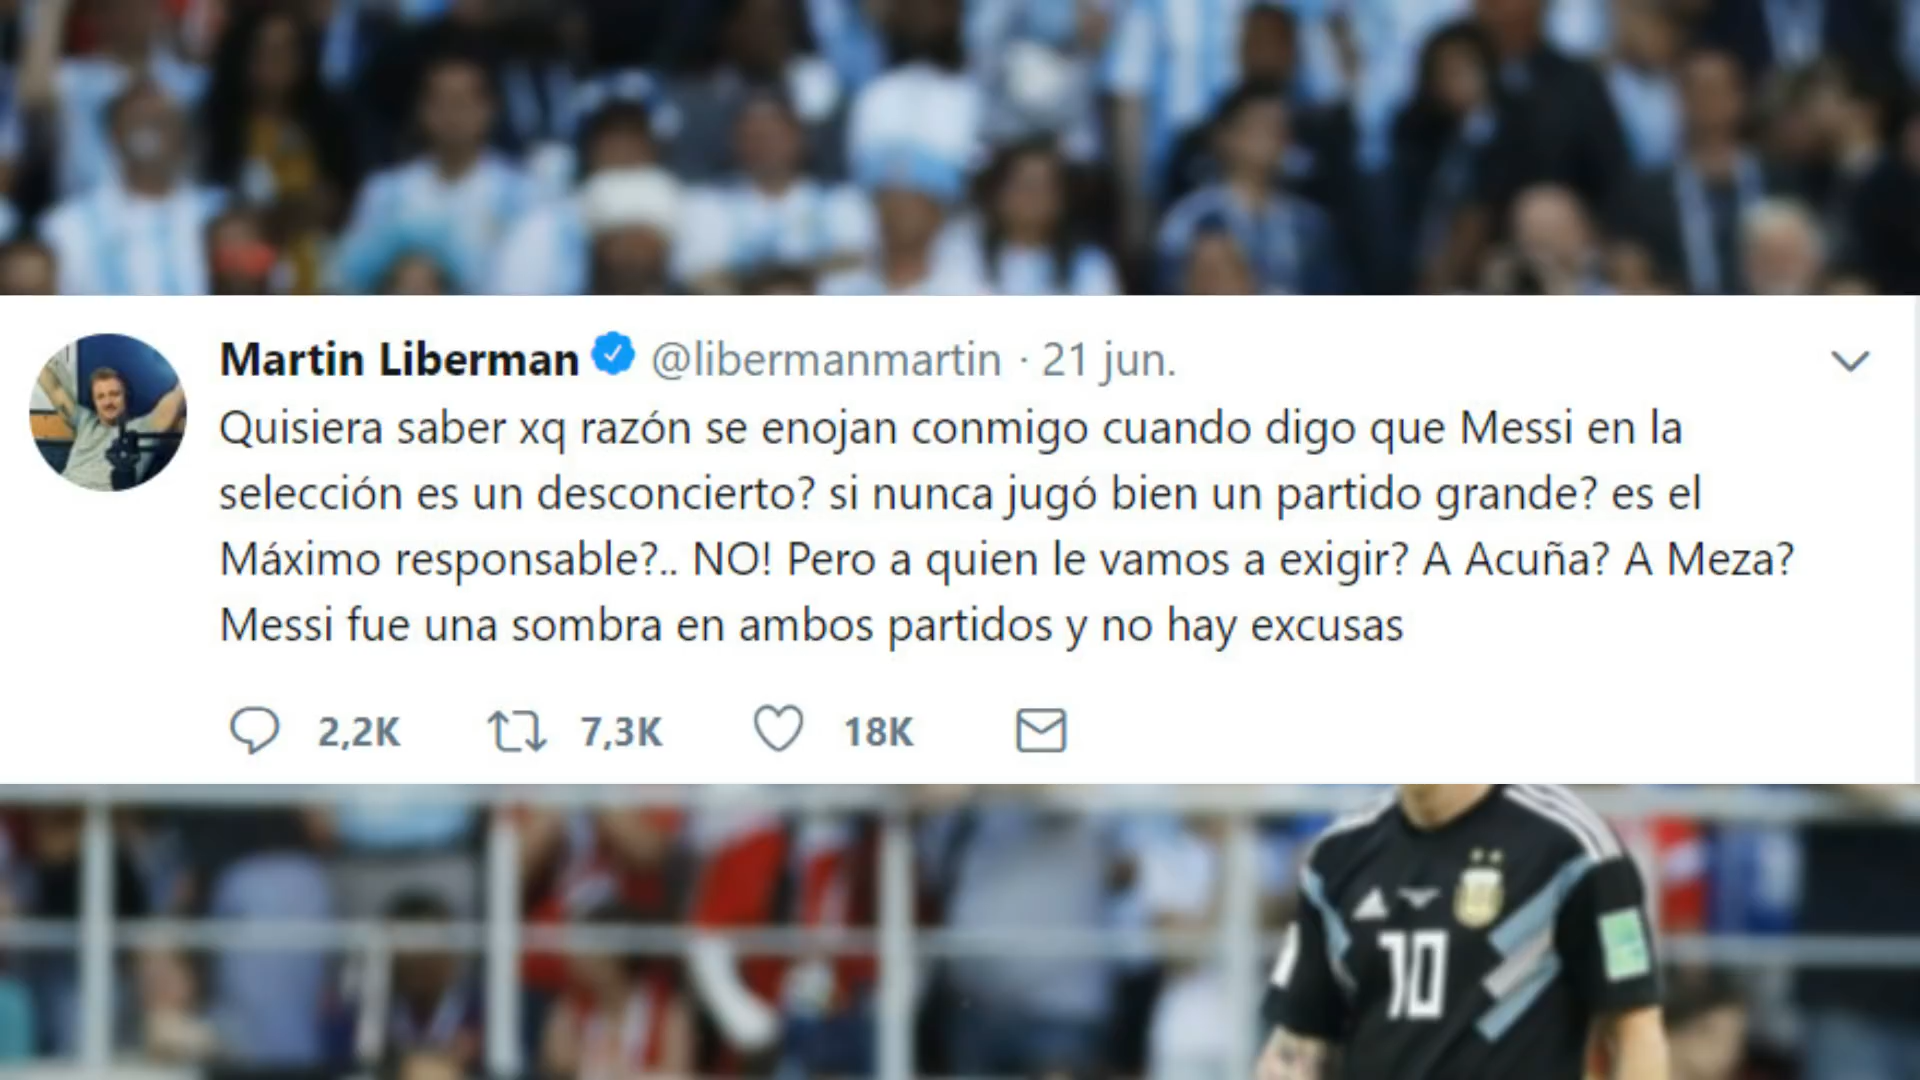 Martin Liberman @libermanmartin · 21 jun.
Quisiera saber xq razón se enojan conmigo cuando digo que Messi en la
selección es un desconcierto? si nunca jugó bien un partido grande? es el
Máximo responsable?.. NO! Pero a quien le vamos a exigir? A Acuña? A Meza?
Messi fue una sombra en ambos partidos y no hay excusas
2,2K 7,3K 18K
10